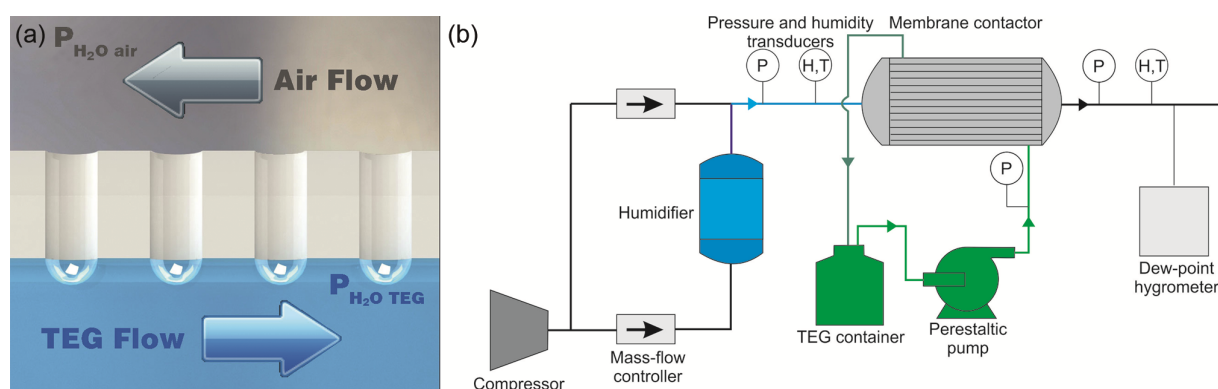 (a)
P H₂O air
Air Flow
P H₂O TEG
TEG Flow
(b)
Pressure and humidity
transducers
Membrane contactor
P
H,T
P
H,T
P
Humidifier
TEG container
Perestaltic
pump
Dew-point
hygrometer
Mass-flow
controller
Compressor